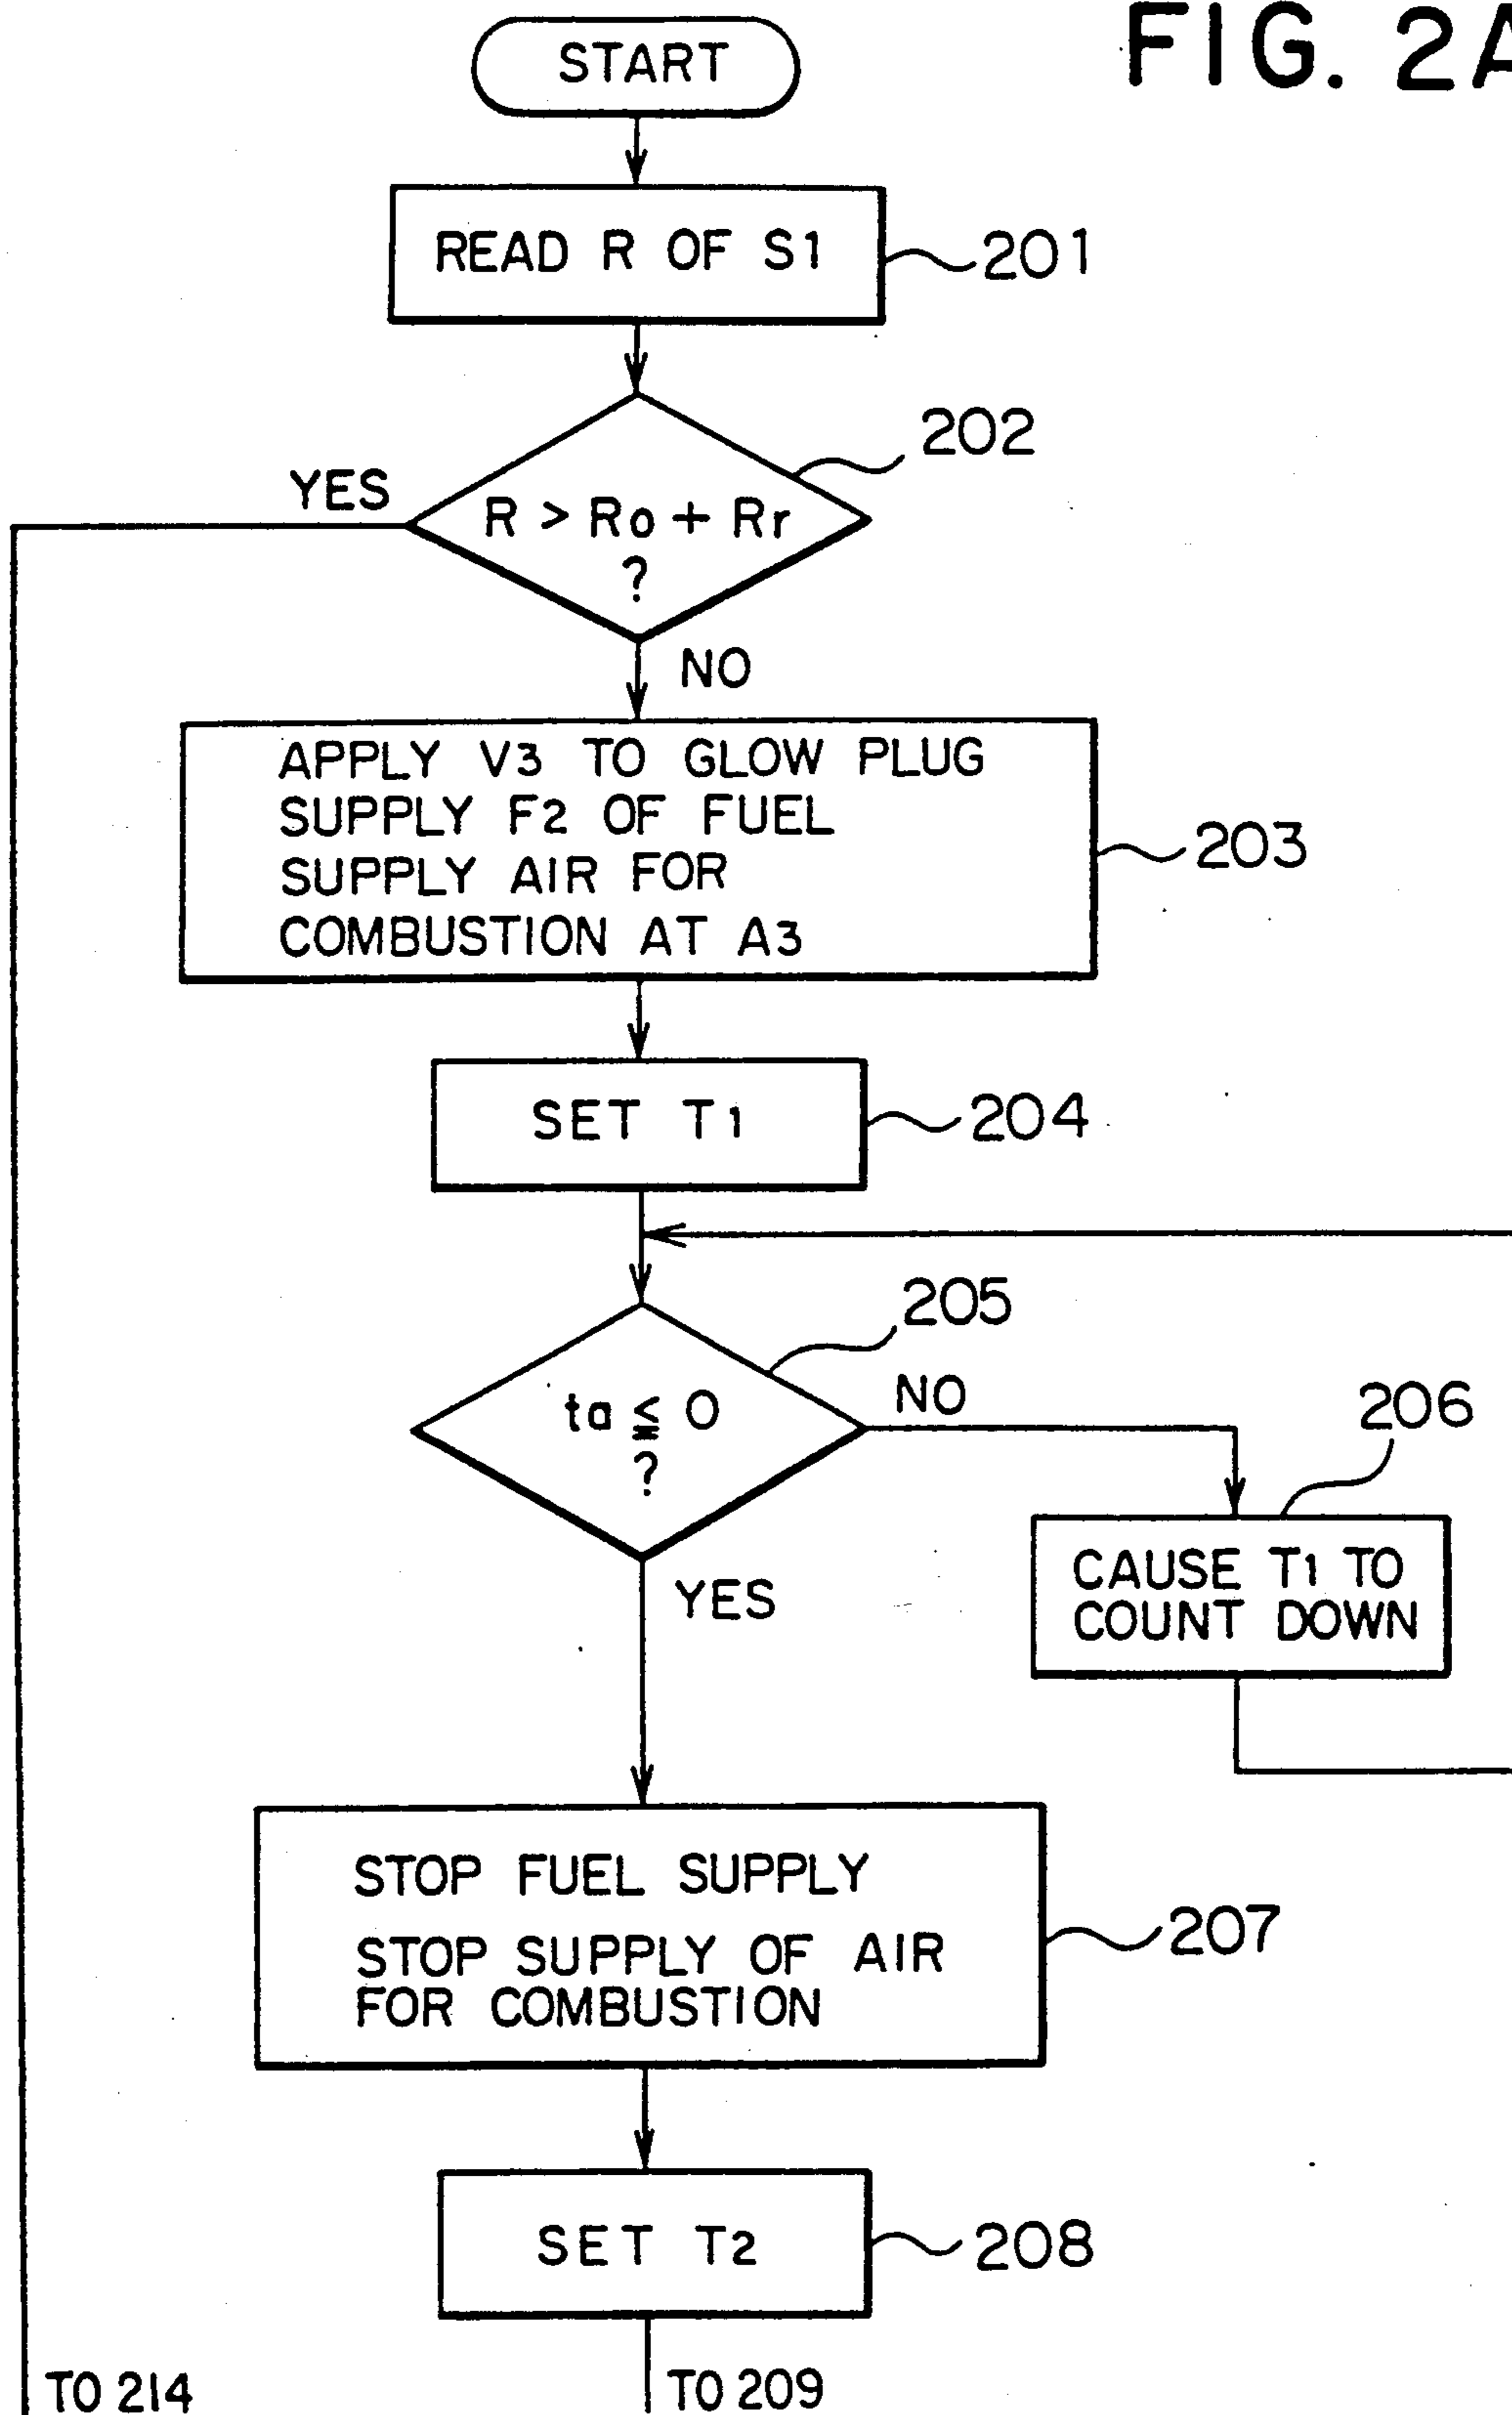 FIG. 2A
START
READ R OF S1
201
202
YES
R > Ro + Rr
?
NO
APPLY V3 TO GLOW PLUG
SUPPLY F2 OF FUEL
SUPPLY AIR FOR
COMBUSTION AT A3
203
SET T1
204
205
ta ≦ 0
?
NO
206
CAUSE T1 TO
COUNT DOWN
YES
STOP FUEL SUPPLY
STOP SUPPLY OF AIR
FOR COMBUSTION
207
SET T2
208
TO 214
TO 209